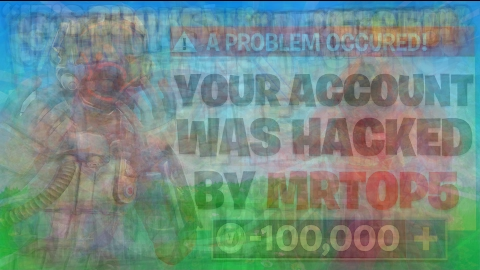 A PROBLEM OCCURED!
YOUR ACCOUNT
WAS HACKED
BY MRTOP5
-100,000 +